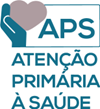 APS
ATENÇÃO
PRIMÁRIA
À SAÚDE